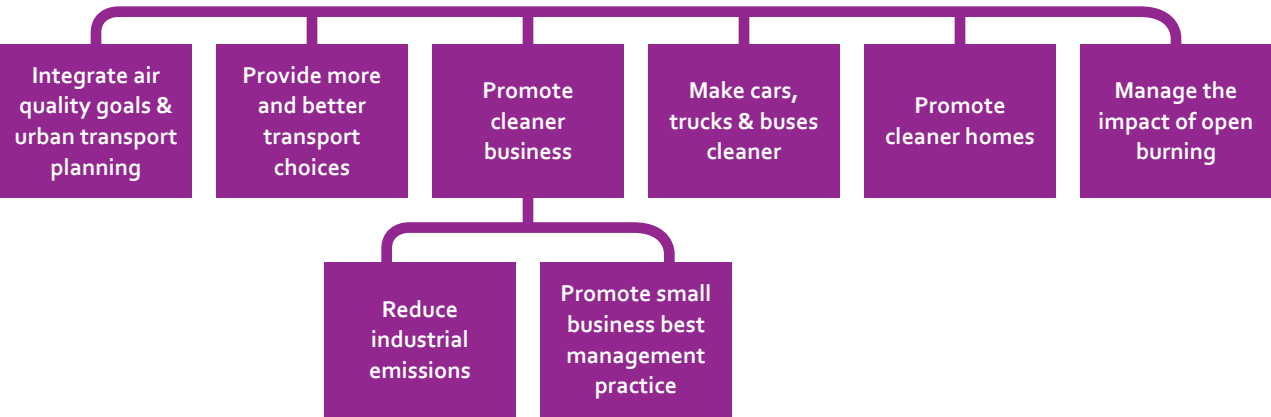 Integrate air
quality goals &
urban transport
planning
Provide more
and better
transport
choices
Promote
cleaner
business
Make cars,
trucks & buses
cleaner
Promote
cleaner homes
Manage the
impact of open
burning
Reduce
industrial
emissions
Promote small
business best
management
practice